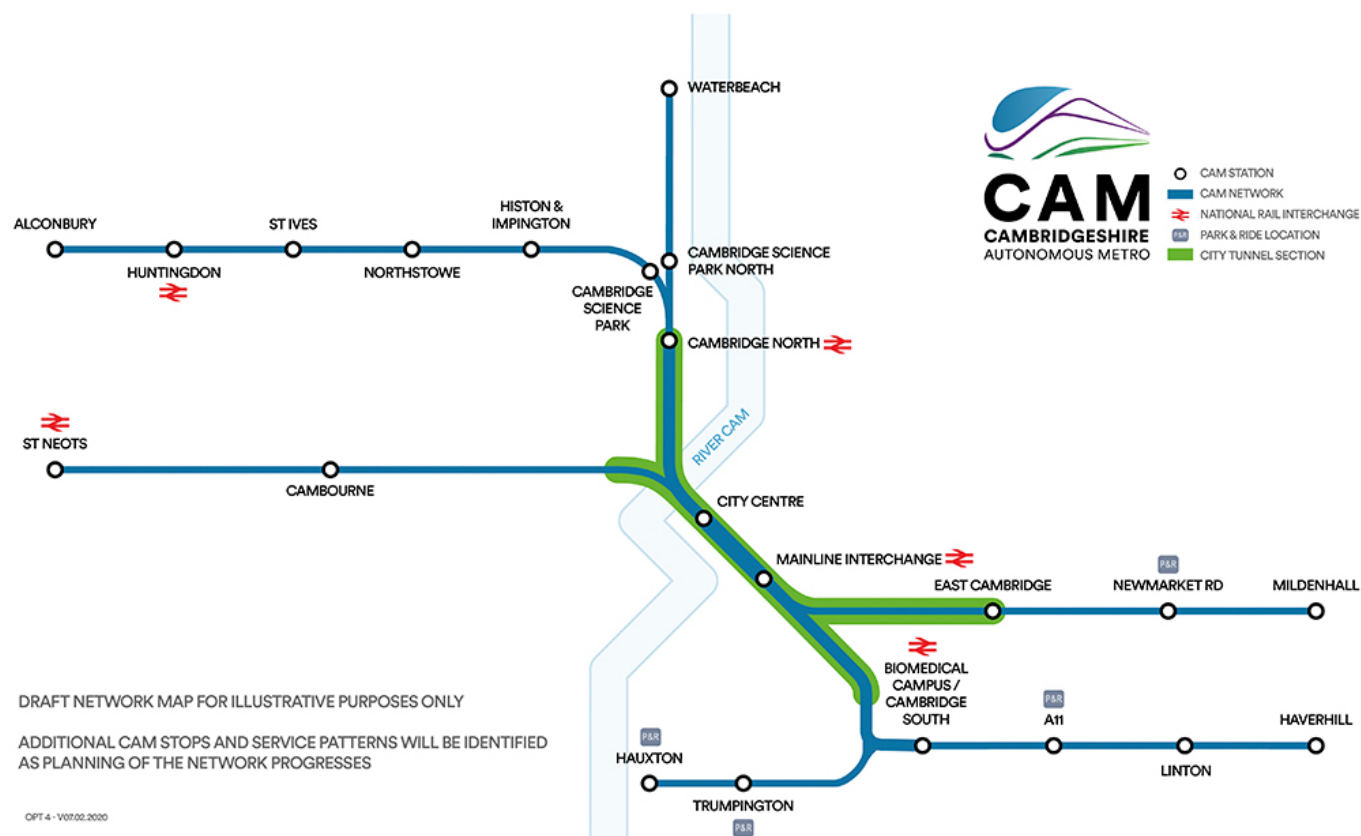 WATERBEACH
CAM
CAMBRIDGESHIRE
AUTONOMOUS METRO
CAM STATION
CAM NETWORK
NATIONAL RAIL INTERCHANGE
P&R PARK & RIDE LOCATION
CITY TUNNEL SECTION
ALCONBURY
HUNTINGDON
ST IVES
NORTHSTOWE
HISTON &
IMPINGTON
CAMBRIDGE SCIENCE
PARK NORTH
CAMBRIDGE
SCIENCE
PARK
CAMBRIDGE NORTH
RIVER CAM
ST NEOTS
CAMBOURNE
CITY CENTRE
MAINLINE INTERCHANGE
EAST CAMBRIDGE
P&R
NEWMARKET RD
MILDENHALL
BIOMEDICAL
CAMPUS /
CAMBRIDGE
SOUTH
P&R
A11
LINTON
HAVERHILL
P&R
HAUXTON
TRUMPINGTON
P&R
DRAFT NETWORK MAP FOR ILLUSTRATIVE PURPOSES ONLY
ADDITIONAL CAM STOPS AND SERVICE PATTERNS WILL BE IDENTIFIED
AS PLANNING OF THE NETWORK PROGRESSES
OPT 4 - V07.02.2020